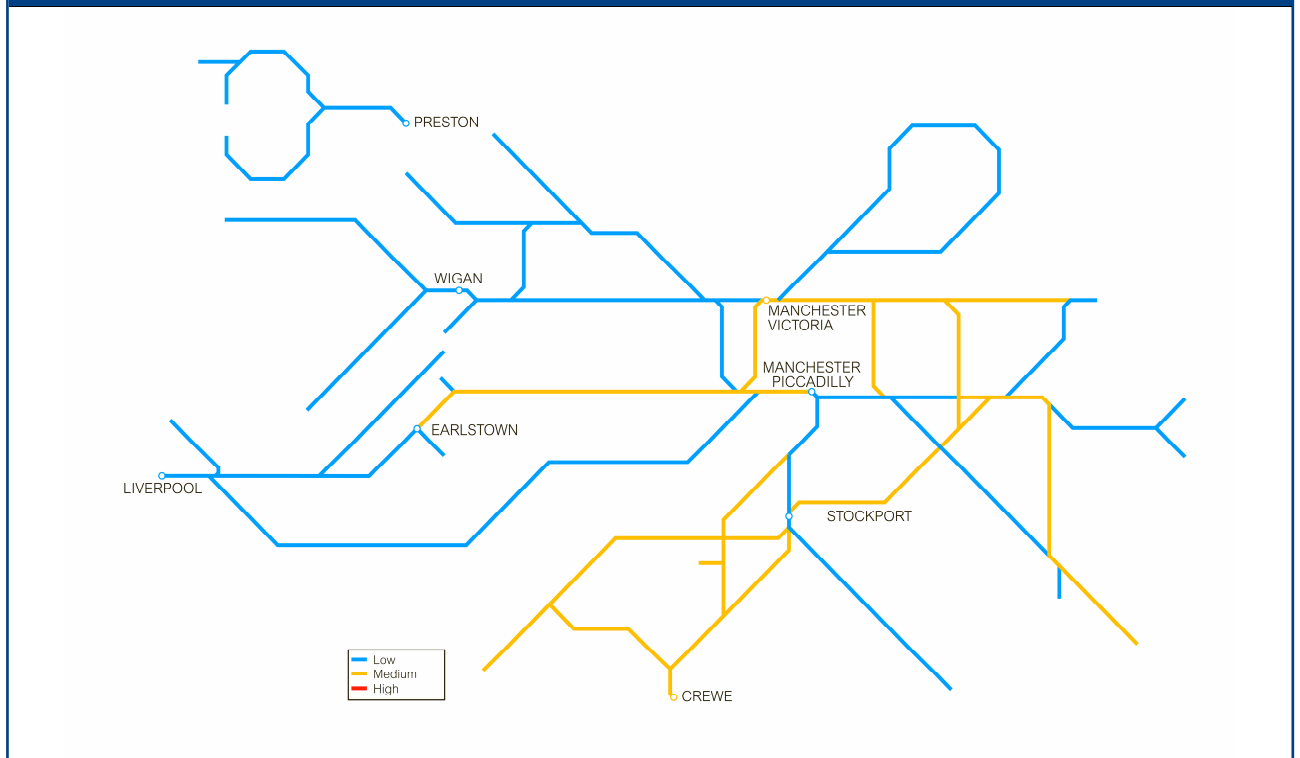 PRESTON
WIGAN
MANCHESTER
VICTORIA
MANCHESTER
PICCADILLY
EARLSTOWN
LIVERPOOL
STOCKPORT
Low
Medium
High
CREWE